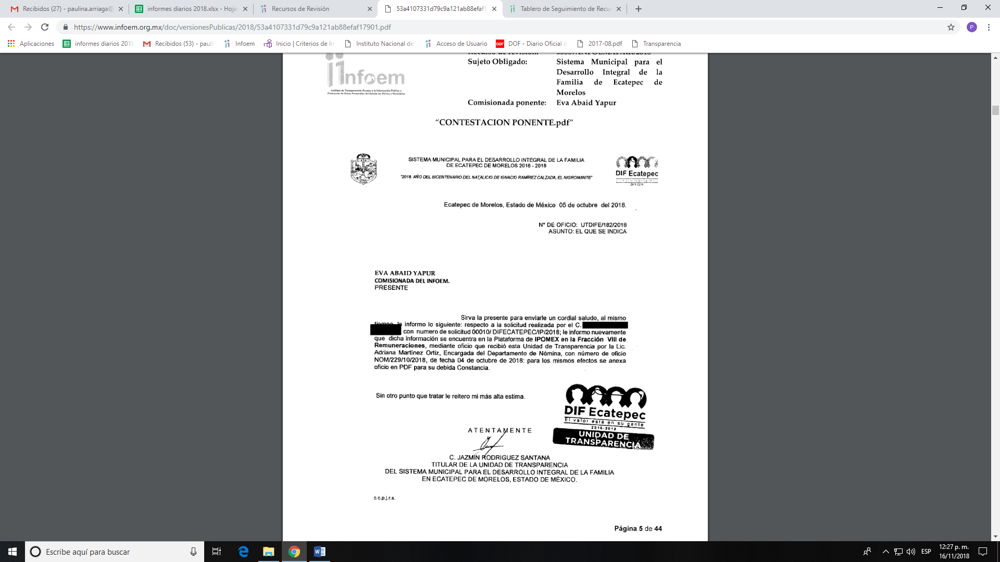 Recibidos (27) - paulina.arriaga@
informes diarios 2018.xlsx - Hoja
Recursos de Revisión
53a4107331d79c9a121ab88efaf1
Tablero de Seguimiento de Recu
https://www.infoem.org.mx/doc/versionesPublicas/2018/53a4107331d79c9a121ab88efaf17901.pdf
P
Aplicaciones
informes diarios 2018
Recibidos (53) - pauli
Infoem
Inicio | Criterios de In
Instituto Nacional de
Acceso de Usuario
DOF - Diario Oficial d
2017-08.pdf
Transparencia
infoem
Instituto de Transparencia, Acceso a la Información Pública y
Protección de Datos Personales del Estado de México y Municipios
Sujeto Obligado: Sistema Municipal para el
Desarrollo Integral de la
Familia de Ecatepec de
Morelos
Comisionada ponente: Eva Abaid Yapur
“CONTESTACION PONENTE.pdf”
SISTEMA MUNICIPAL PARA EL DESARROLLO INTEGRAL DE LA FAMILIA
DE ECATEPEC DE MORELOS 2016 - 2018
"2018. AÑO DEL BICENTENARIO DEL NATALICIO DE IGNACIO RAMÍREZ CALZADA, EL NIGROMANTE"
DIF Ecatepec
2016-2018
Ecatepec de Morelos, Estado de México 05 de octubre del 2018.
N° DE OFICIO: UTDIFE/182/2018
ASUNTO: EL QUE SE INDICA
EVA ABAID YAPUR
COMISIONADA DEL INFOEM.
PRESENTE
Sirva la presente para enviarle un cordial saludo, al mismo
tiempo, le informo lo siguiente: respecto a la solicitud realizada por el C.
con numero de solicitud 00010/ DIFECATEPEC/IP/2018; le informo nuevamente
que dicha información se encuentra en la Plataforma de IPOMEX en la Fracción VIII de
Remuneraciones, mediante oficio que recibió esta Unidad de Transparencia por la Lic.
Adriana Martínez Ortiz, Encargada del Departamento de Nómina, con número de oficio
NOM/229/10/2018, de fecha 04 de octubre de 2018: para los mismos efectos se anexa
oficio en PDF para su debida Constancia.
Sin otro punto que tratar le reitero mi más alta estima.
DIF Ecatepec
El valor está en su gente
2016-2018
UNIDAD DE
TRANSPARENCIA
ATENTAMENTE
C. JAZMÍN RODRIGUEZ SANTANA
TITULAR DE LA UNIDAD DE TRANSPARENCIA
DEL SISTEMA MUNICIPAL PARA EL DESARROLLO INTEGRAL DE LA FAMILIA
EN ECATEPEC DE MORELOS, ESTADO DE MÉXICO.
c.c.p.j.r.s.
Página 5 de 44
Escribe aquí para buscar
ESP
12:27 p. m.
16/11/2018